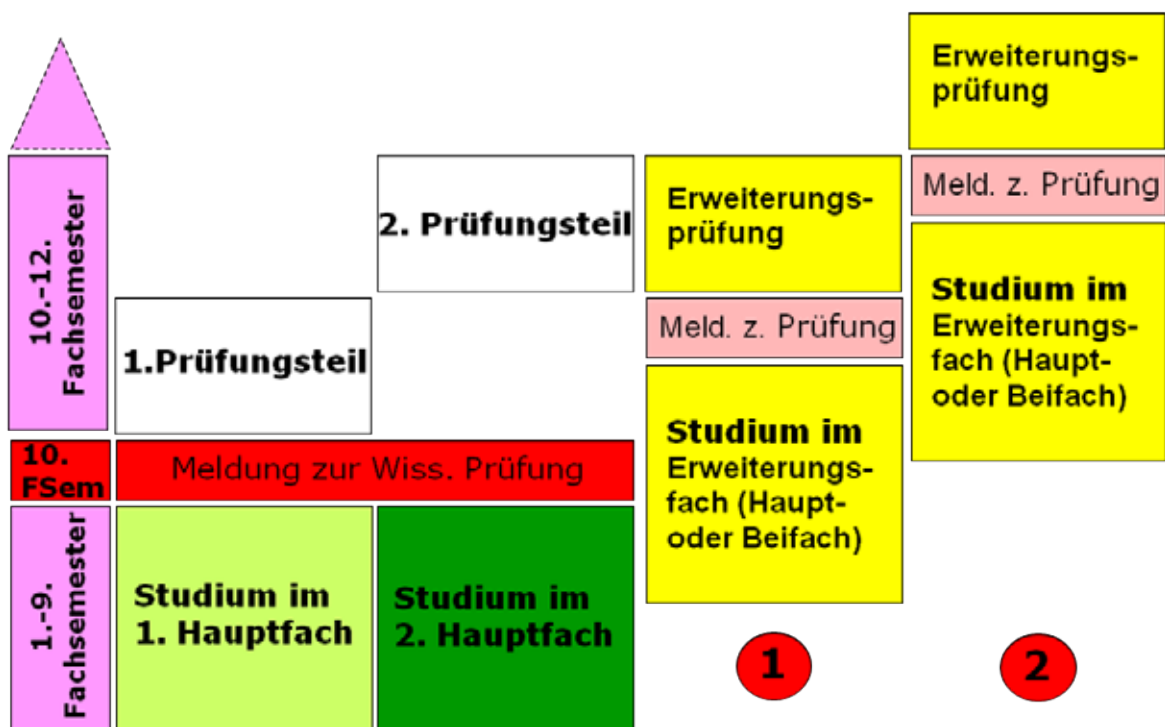 Erweiterungs-
prüfung
Meld. z. Prüfung
Studium im
Erweiterungs-
fach (Haupt-
oder Beifach)
2
Erweiterungs-
prüfung
Meld. z. Prüfung
Studium im
Erweiterungs-
fach (Haupt-
oder Beifach)
1
2. Prüfungsteil
1.Prüfungsteil
10.-12.
Fachsemester
10.
FSem
Meldung zur Wiss. Prüfung
1.-9.
Fachsemester
Studium im
1. Hauptfach
Studium im
2. Hauptfach